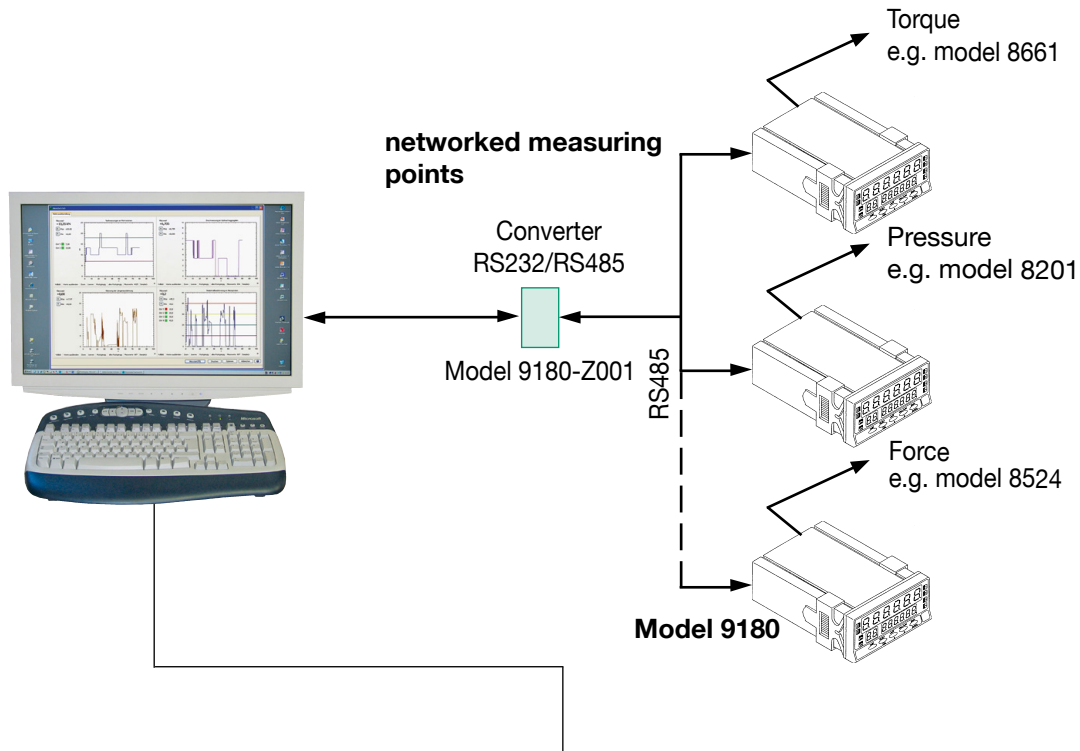 Torque
e.g. model 8661
networked measuring
points
Converter
RS232/RS485
Pressure
e.g. model 8201
Model 9180-Z001
RS485
Force
e.g. model 8524
Model 9180
Microsoft